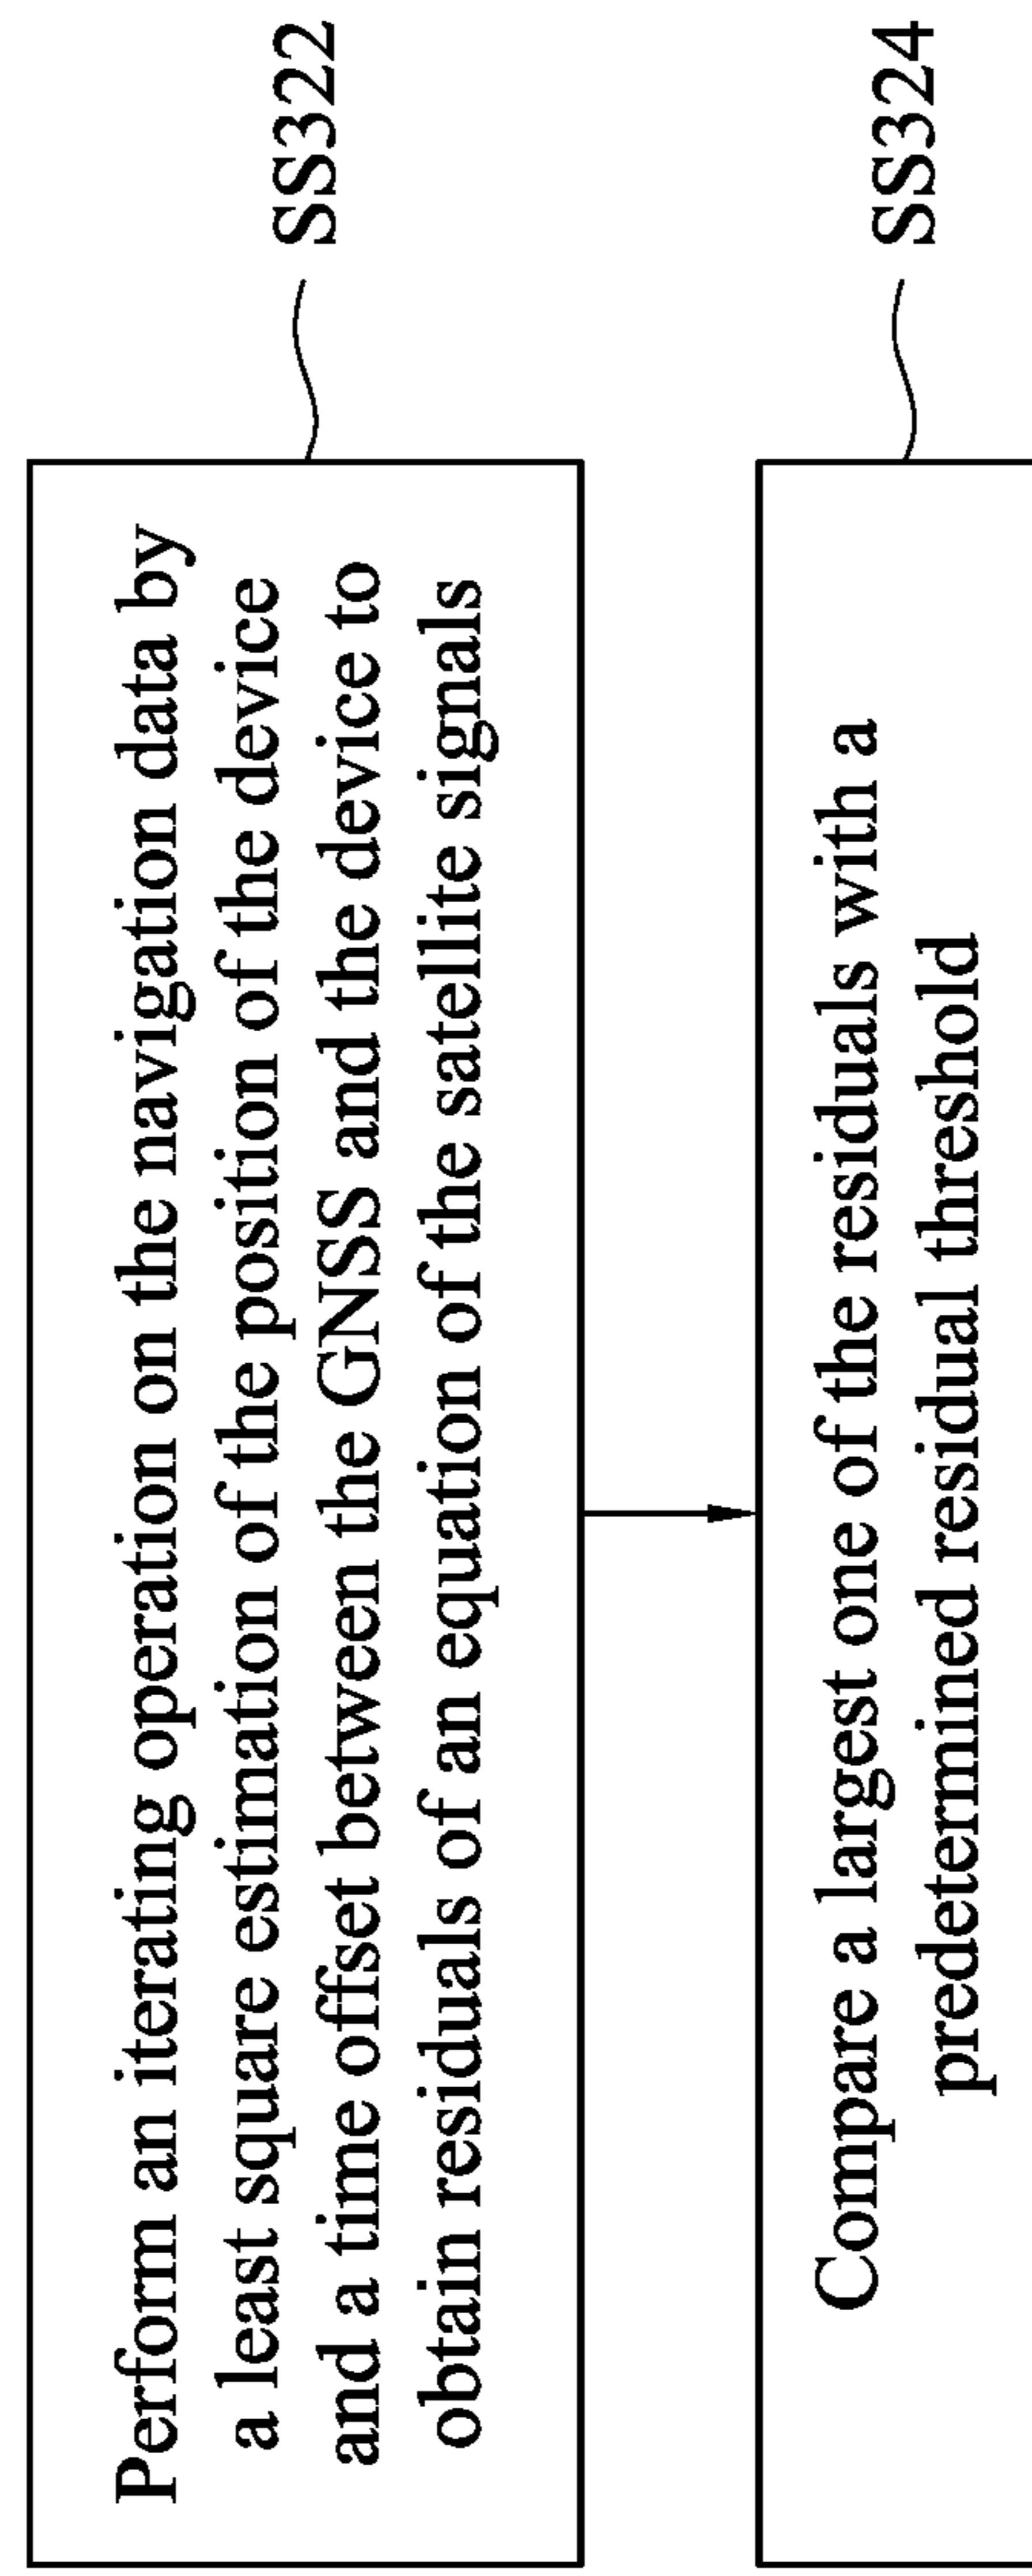 Perform an iterating operation on the navigation data by
a least square estimation of the position of the device
and a time offset between the GNSS and the device to
obtain residuals of an equation of the satellite signals
SS322
Compare a largest one of the residuals with a
predetermined residual threshold
SS324